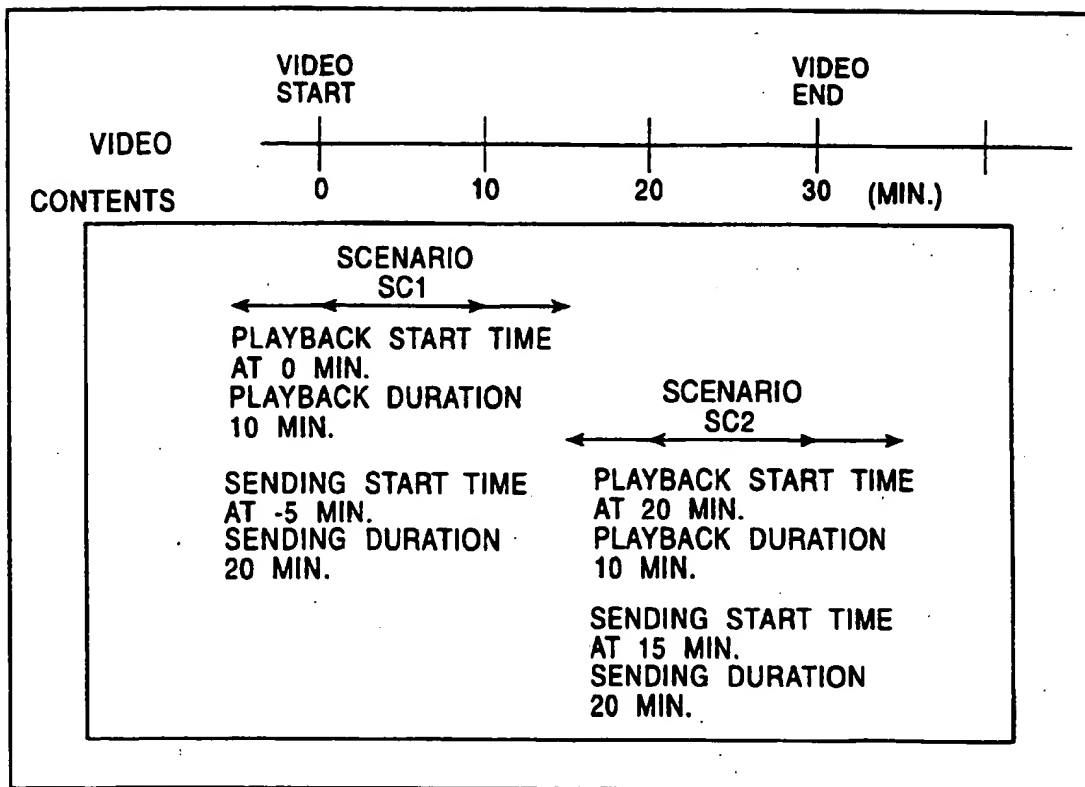 VIDEO
START
VIDEO
END
VIDEO
0 10 20 30 (MIN.)
CONTENTS
SCENARIO
SC1
PLAYBACK START TIME
AT 0 MIN.
PLAYBACK DURATION
10 MIN.
SENDING START TIME
AT -5 MIN.
SENDING DURATION
20 MIN.
SCENARIO
SC2
PLAYBACK START TIME
AT 20 MIN.
PLAYBACK DURATION
10 MIN.
SENDING START TIME
AT 15 MIN.
SENDING DURATION
20 MIN.